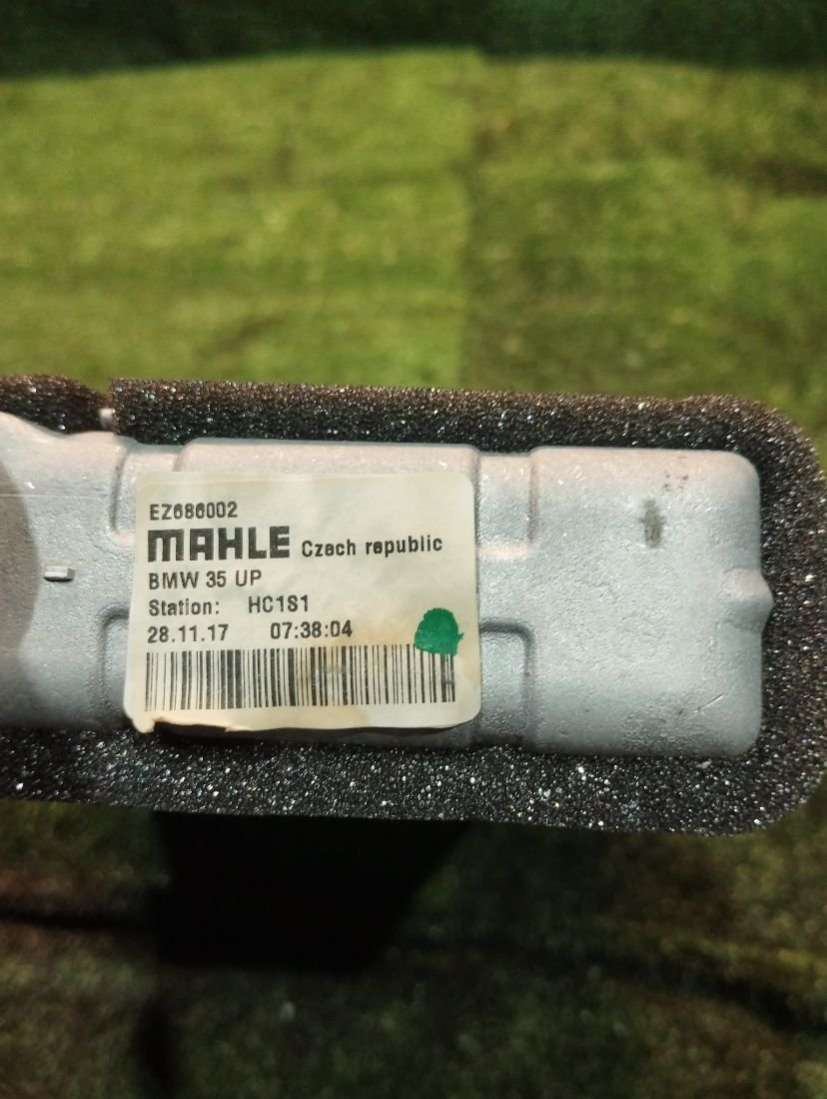 EZ686002
MAHLE Czech republic
BMW 35 UP
Station: HC1S1
28.11.17 07:38:04